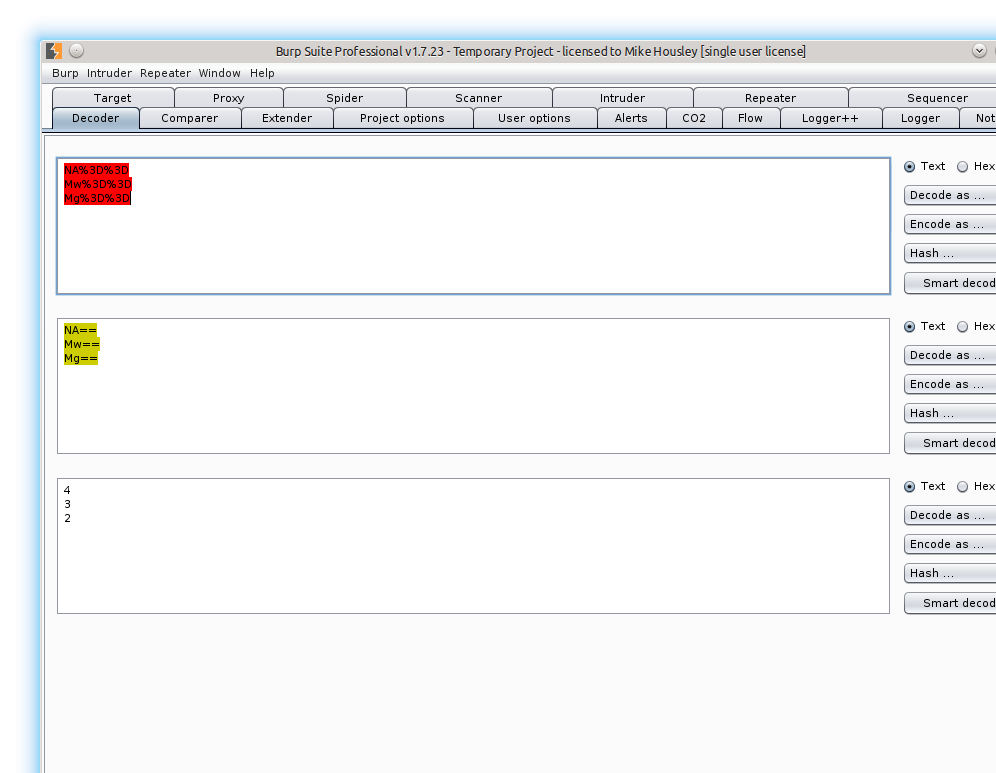 Burp Suite Professional v1.7.23 - Temporary Project - licensed to Mike Housley [single user license]
Burp Intruder Repeater Window Help
Target Proxy Spider Scanner Intruder Repeater Sequencer
Decoder Comparer Extender Project options User options Alerts CO2 Flow Logger++ Logger Not
NA%3D%3D
Mw%3D%3D
Mg%3D%3D
Text Hex
Decode as ...
Encode as ...
Hash ...
Smart decod
NA==
Mw==
Mg==
Text Hex
Decode as ...
Encode as ...
Hash ...
Smart decod
4
3
2
Text Hex
Decode as ...
Encode as ...
Hash ...
Smart decod